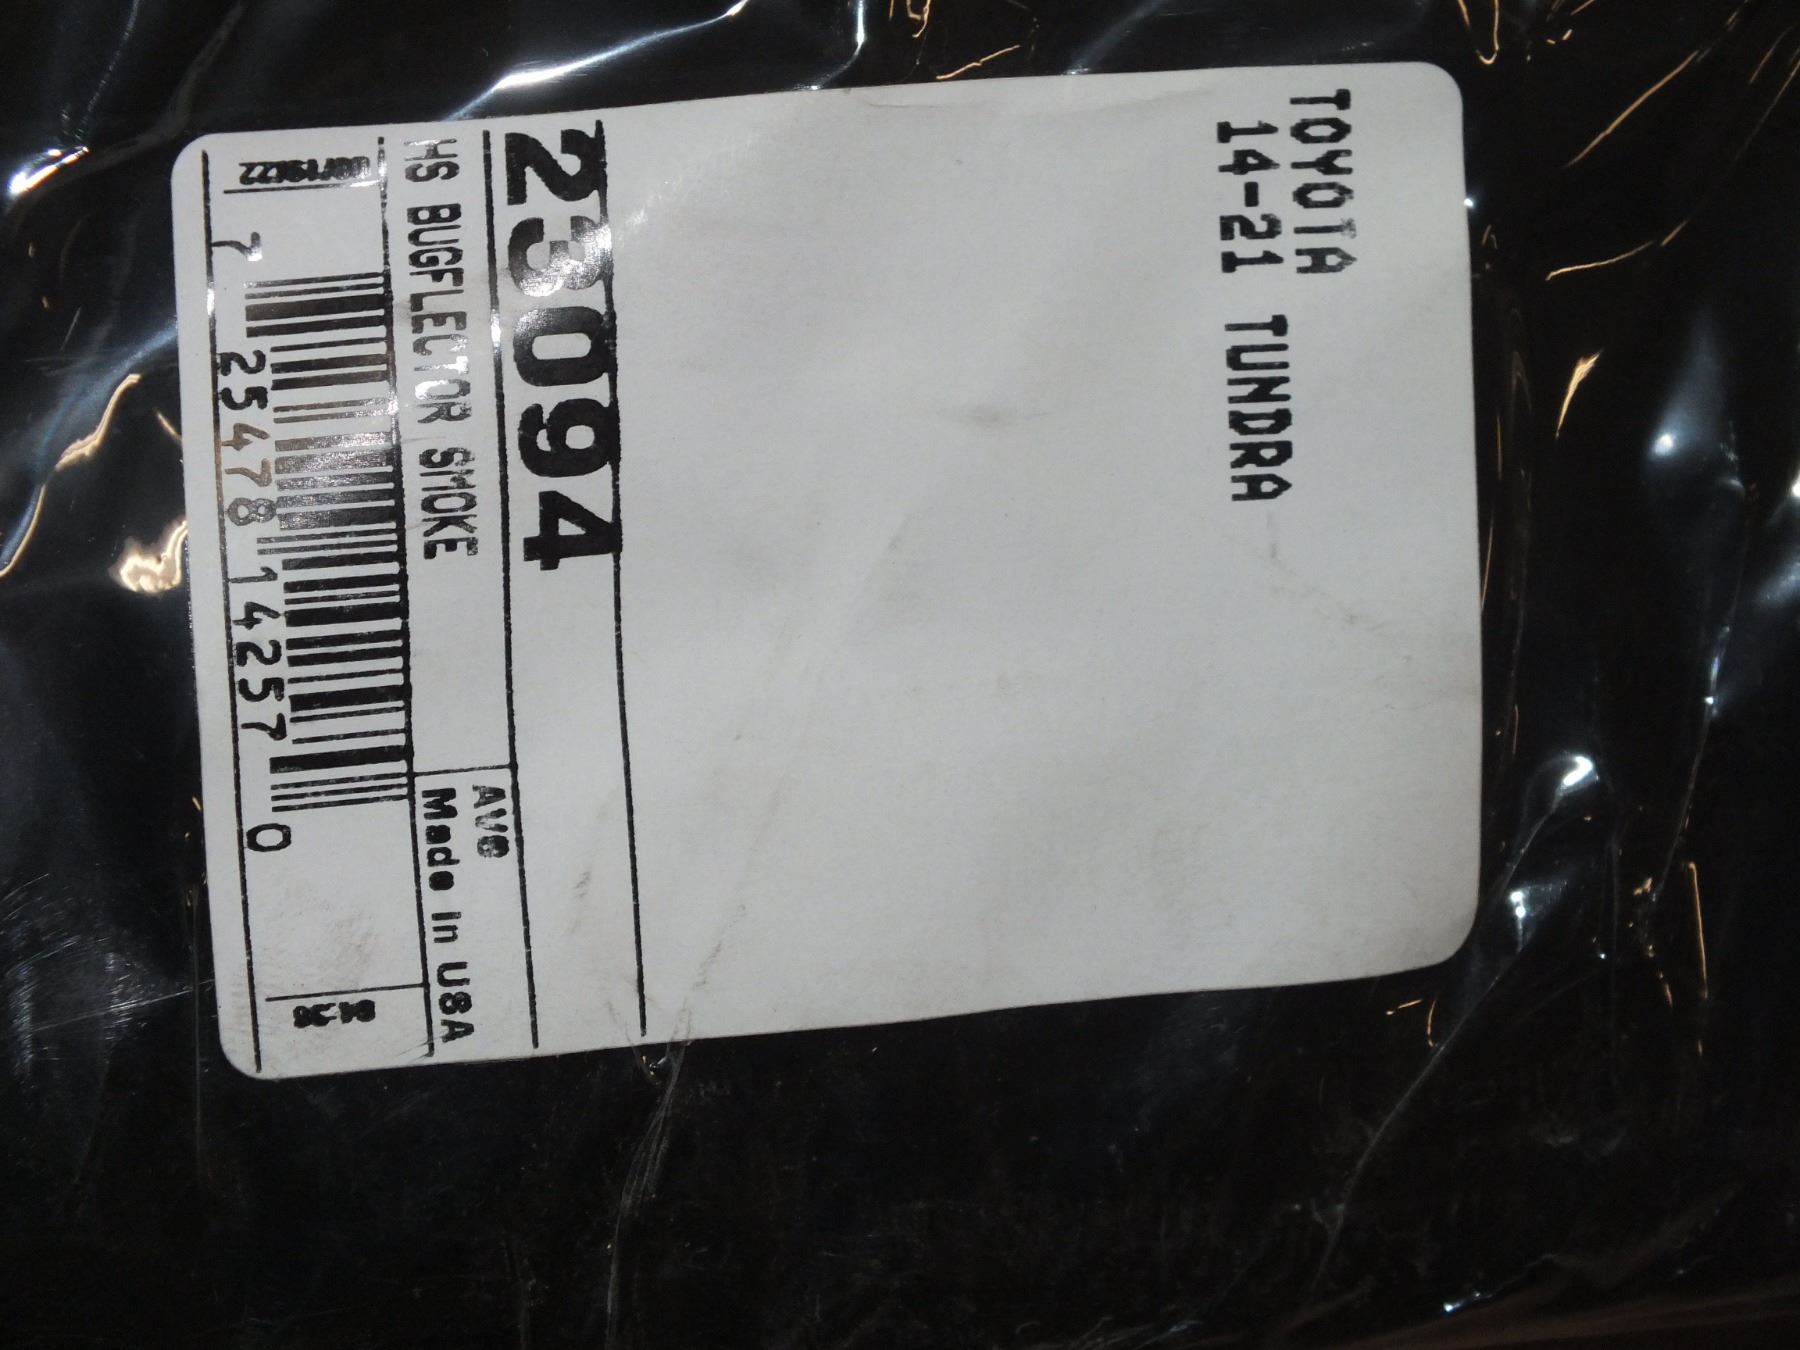 TOYOTA
14-21 TUNDRA
23094
HS BUGFLECTOR SMOKE
AVS
Made in USA
7 25478 14257 0